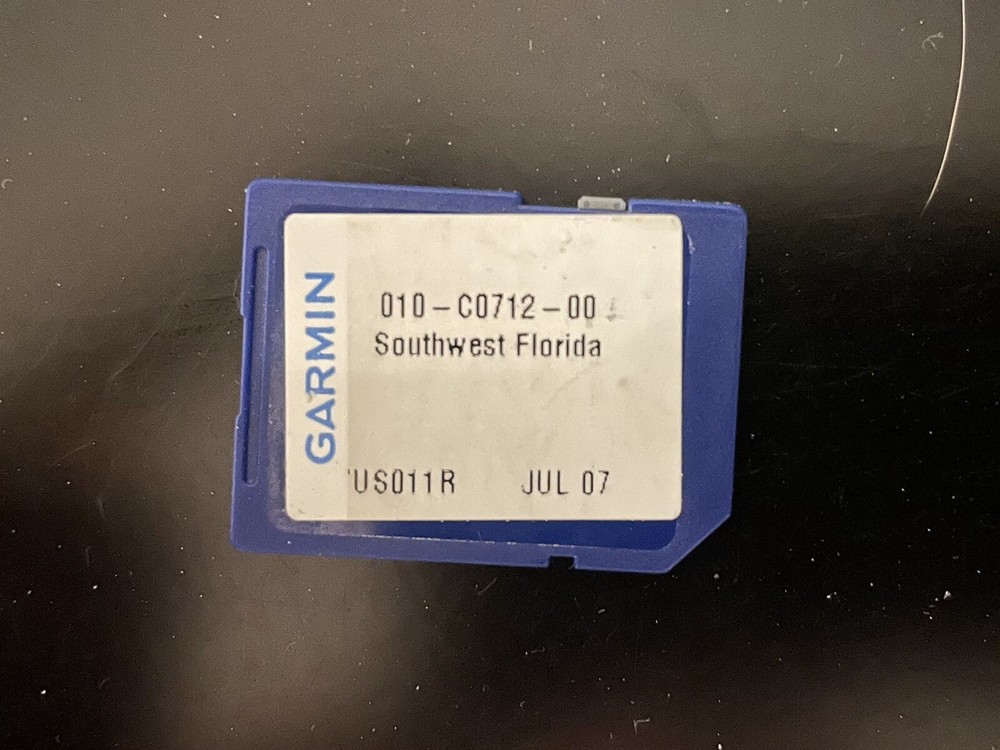 GARMIN
010-C0712-00
Southwest Florida
US011R JUL 07